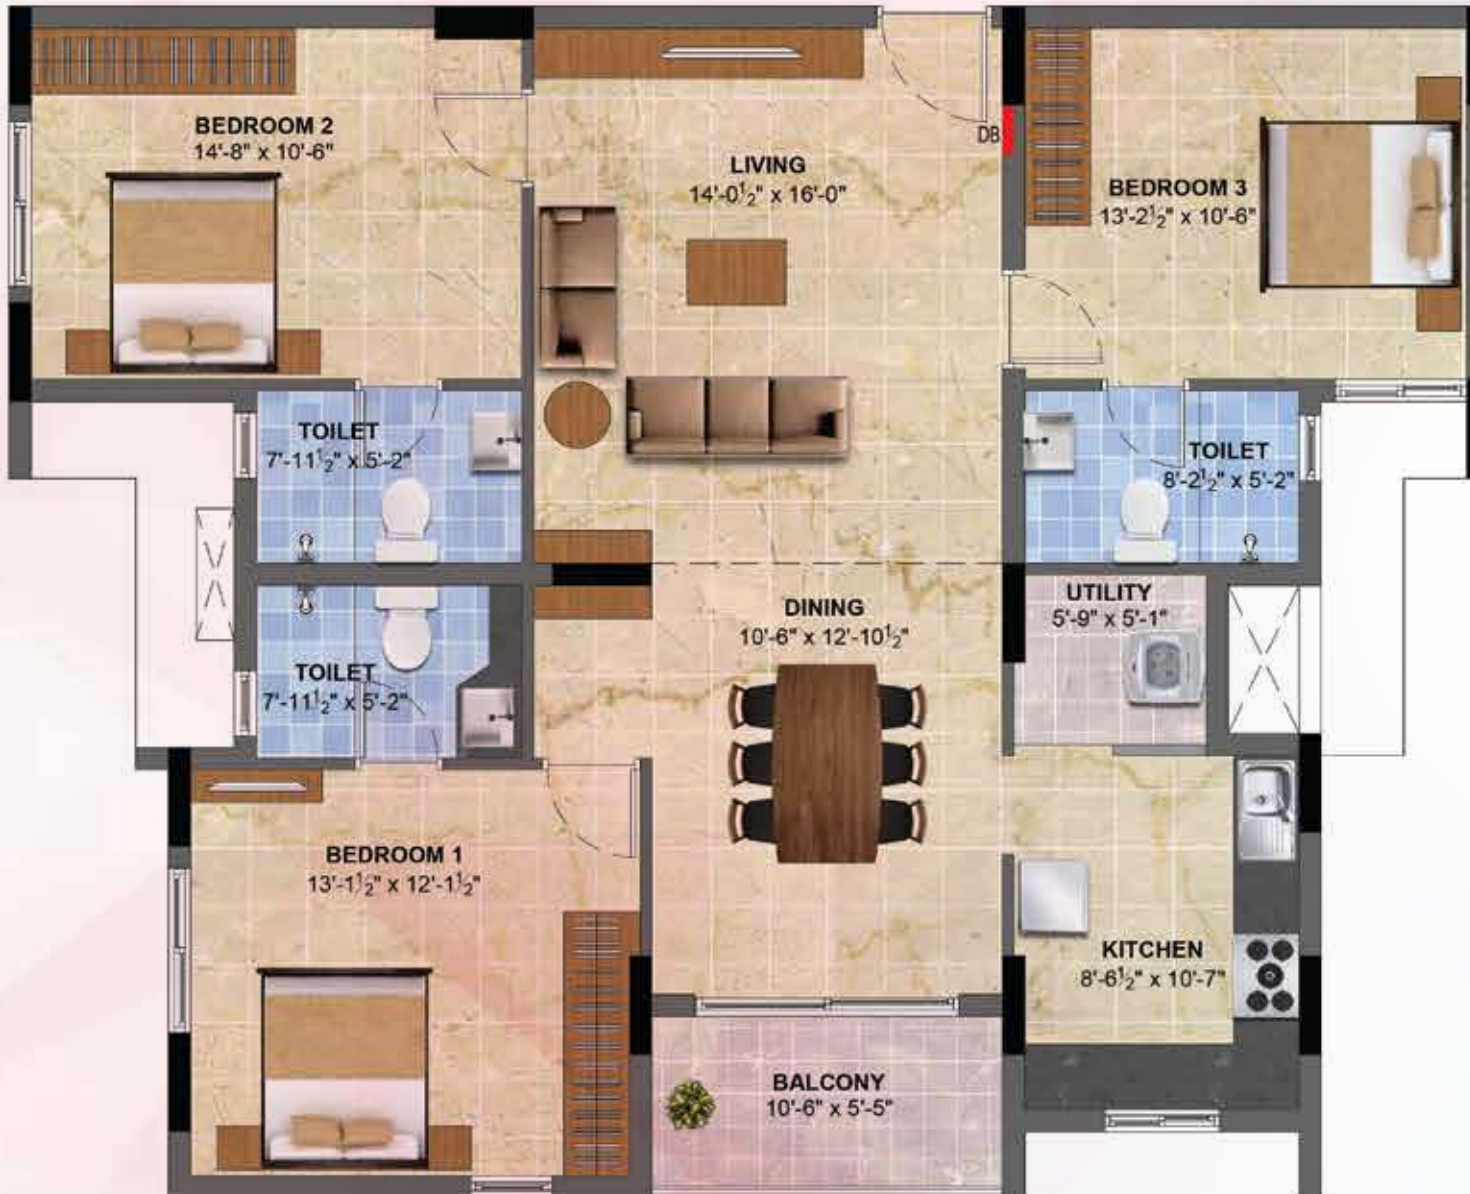 BEDROOM 2
14'-8" x 10'-6"
LIVING
14'-0½" x 16'-0"
DB
BEDROOM 3
13'-2½" x 10'-6"
TOILET
7'-11½" x 5'-2"
TOILET
8'-2½" x 5'-2"
UTILITY
5'-9" x 5'-1"
DINING
10'-6" x 12'-10½"
TOILET
7'-11½" x 5'-2"
BEDROOM 1
13'-1½" x 12'-1½"
KITCHEN
8'-6½" x 10'-7"
BALCONY
10'-6" x 5'-5"